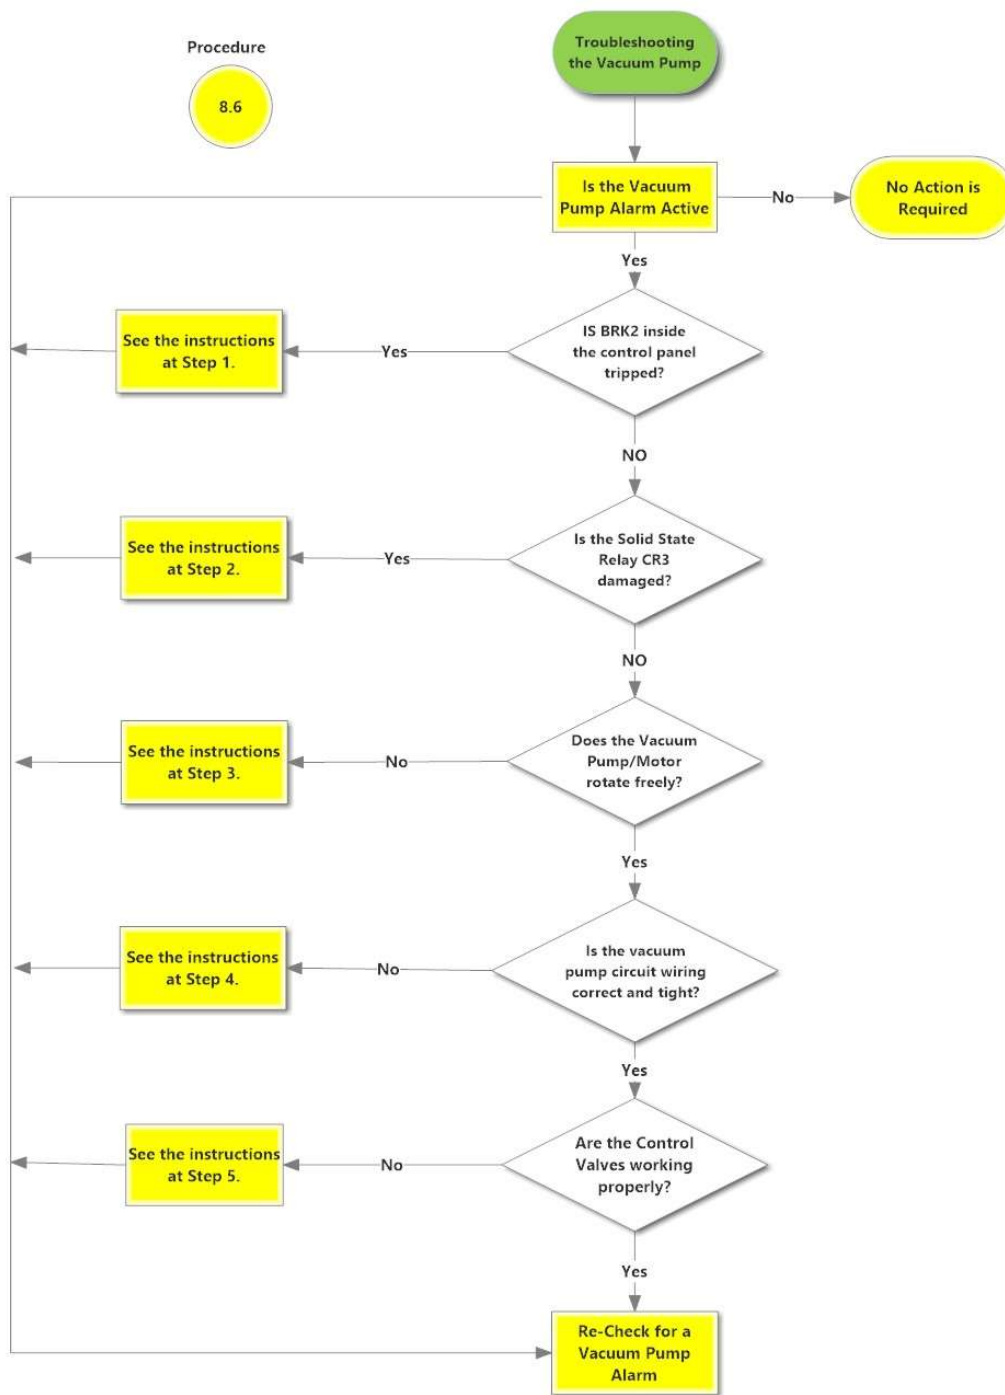 Procedure
8.6
Troubleshooting
the Vacuum Pump
Is the Vacuum
Pump Alarm Active
No
No Action is
Required
Yes
IS BRK2 inside
the control panel
tripped?
Yes
See the instructions
at Step 1.
NO
Is the Solid State
Relay CR3
damaged?
Yes
See the instructions
at Step 2.
NO
Does the Vacuum
Pump/Motor
rotate freely?
No
See the instructions
at Step 3.
Yes
Is the vacuum
pump circuit wiring
correct and tight?
No
See the instructions
at Step 4.
Yes
Are the Control
Valves working
properly?
No
See the instructions
at Step 5.
Yes
Re-Check for a
Vacuum Pump
Alarm